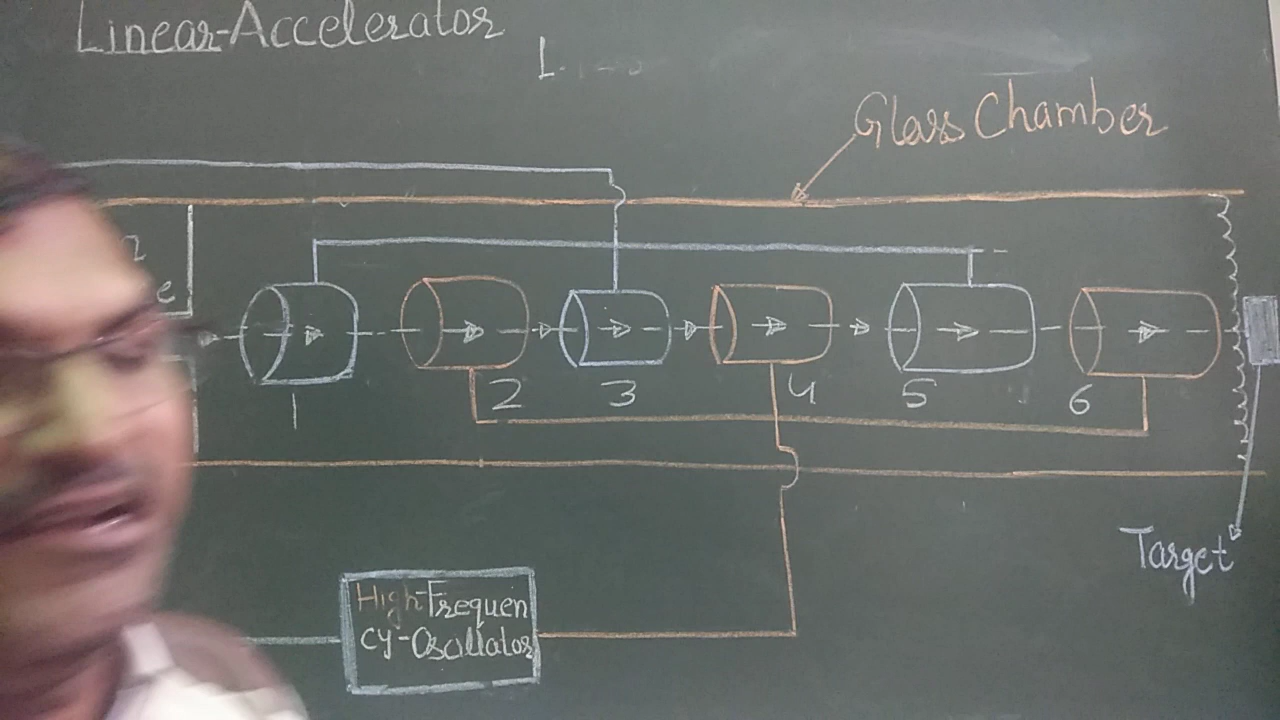 Linear-Accelerator
Glass Chamber
1
2
3
4
5
6
Target
High-Frequen
cy-Oscillator